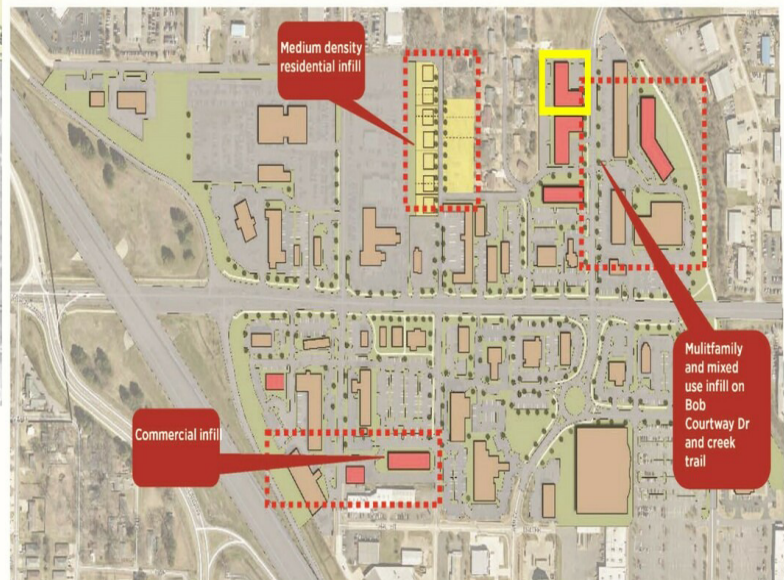 Medium density
residential infill
Commercial infill
Mulitfamily
and mixed
use infill on
Bob
Courtway Dr
and creek
trail